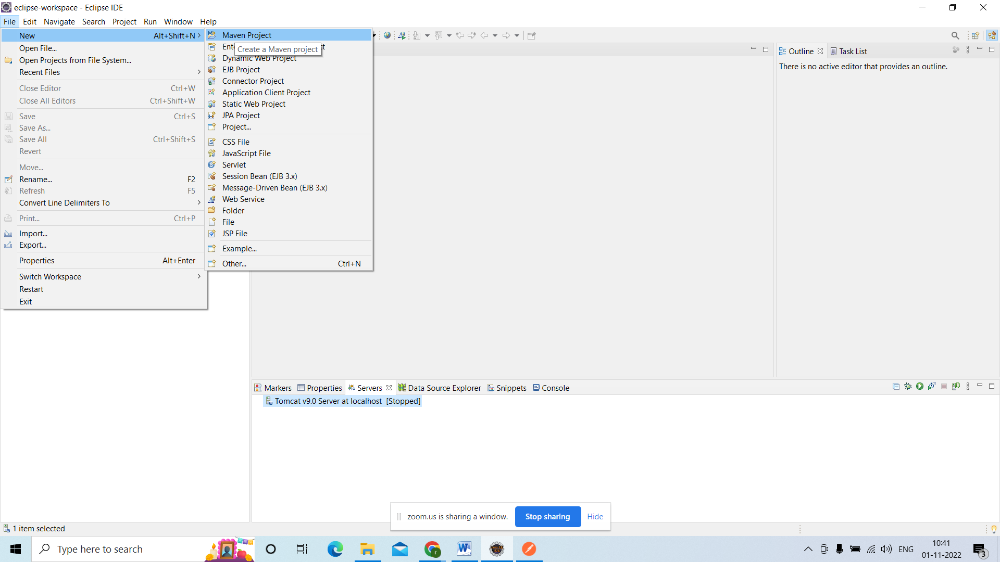 eclipse-workspace - Eclipse IDE
File Edit Navigate Search Project Run Window Help
New Alt+Shift+N
Open File...
Open Projects from File System...
Recent Files
Close Editor Ctrl+W
Close All Editors Ctrl+Shift+W
Save Ctrl+S
Save As...
Save All Ctrl+Shift+S
Revert
Move...
Rename... F2
Refresh F5
Convert Line Delimiters To
Print... Ctrl+P
Import...
Export...
Properties Alt+Enter
Switch Workspace
Restart
Exit
Maven Project
Create a Maven project
Dynamic Web Project
EJB Project
Connector Project
Application Client Project
Static Web Project
JPA Project
Project...
CSS File
JavaScript File
Servlet
Session Bean (EJB 3.x)
Message-Driven Bean (EJB 3.x)
Web Service
Folder
File
JSP File
Example...
Other... Ctrl+N
Outline Task List
There is no active editor that provides an outline.
Markers Properties Servers Data Source Explorer Snippets Console
Tomcat v9.0 Server at localhost [Stopped]
zoom.us is sharing a window. Stop sharing Hide
1 item selected
Type here to search
ENG
10:41
01-11-2022
3